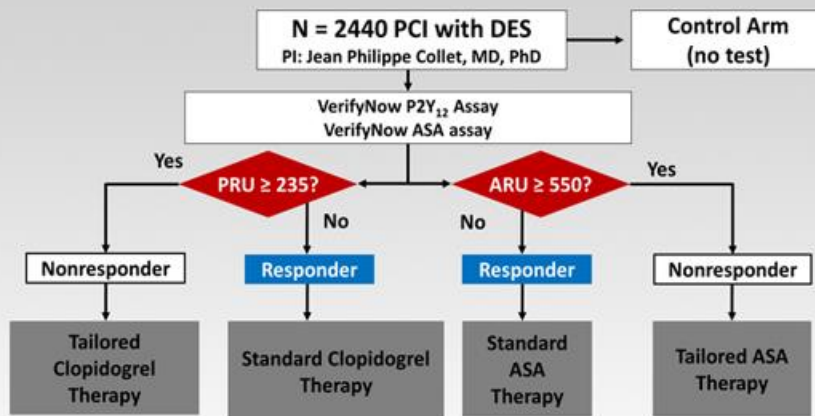 N = 2440 PCI with DES
PI: Jean Philippe Collet, MD, PhD
Control Arm
(no test)
VerifyNow P2Y₁₂ Assay
VerifyNow ASA assay
Yes
PRU ≥ 235?
ARU ≥ 550?
Yes
No
No
Nonresponder
Responder
Responder
Nonresponder
Tailored
Clopidogrel
Therapy
Standard Clopidogrel
Therapy
Standard
ASA
Therapy
Tailored ASA
Therapy